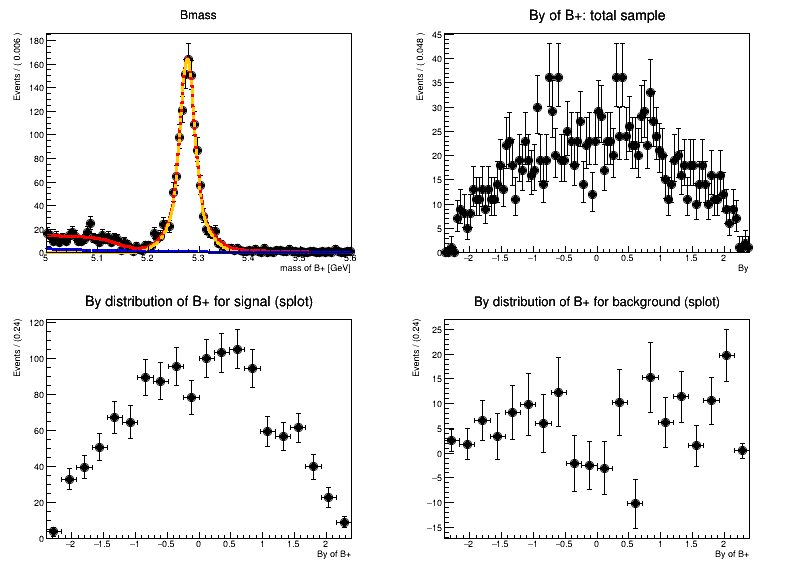 Bmass
Events / ( 0.006 )
180
160
140
120
100
80
60
40
20
0
5 5.1 5.2 5.3 5.4 5.5 5.6
mass of B+ [GeV]
By of B+: total sample
Events / ( 0.048 )
45
40
35
30
25
20
15
10
5
0
−2 −1.5 −1 −0.5 0 0.5 1 1.5 2
By
By distribution of B+ for signal (splot)
Events / (0.24)
120
100
80
60
40
20
0
−2 −1.5 −1 −0.5 0 0.5 1 1.5 2
By of B+
By distribution of B+ for background (splot)
Events / (0.24)
25
20
15
10
5
0
−5
−10
−15
−2 −1.5 −1 −0.5 0 0.5 1 1.5 2
By of B+